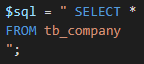 $sql = " SELECT *
FROM tb_company
";